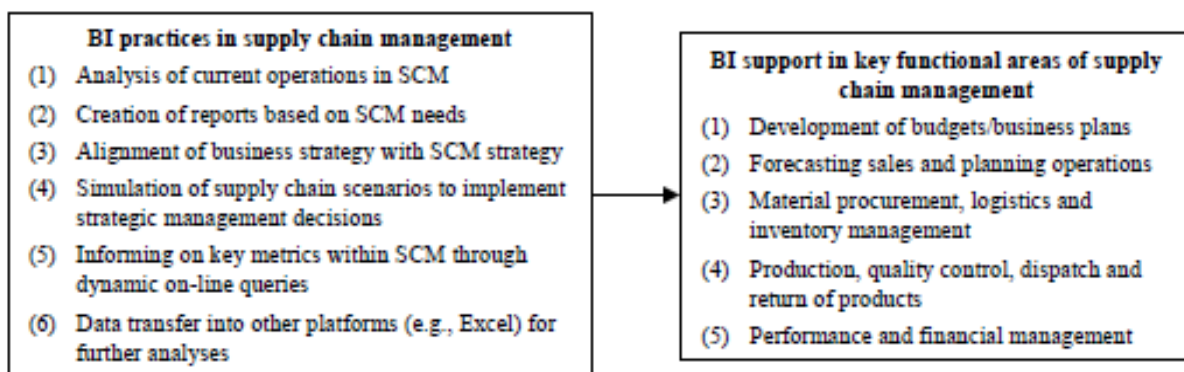 BI practices in supply chain management
(1) Analysis of current operations in SCM
(2) Creation of reports based on SCM needs
(3) Alignment of business strategy with SCM strategy
(4) Simulation of supply chain scenarios to implement
strategic management decisions
(5) Informing on key metrics within SCM through
dynamic on-line queries
(6) Data transfer into other platforms (e.g., Excel) for
further analyses
BI support in key functional areas of supply
chain management
(1) Development of budgets/business plans
(2) Forecasting sales and planning operations
(3) Material procurement, logistics and
inventory management
(4) Production, quality control, dispatch and
return of products
(5) Performance and financial management